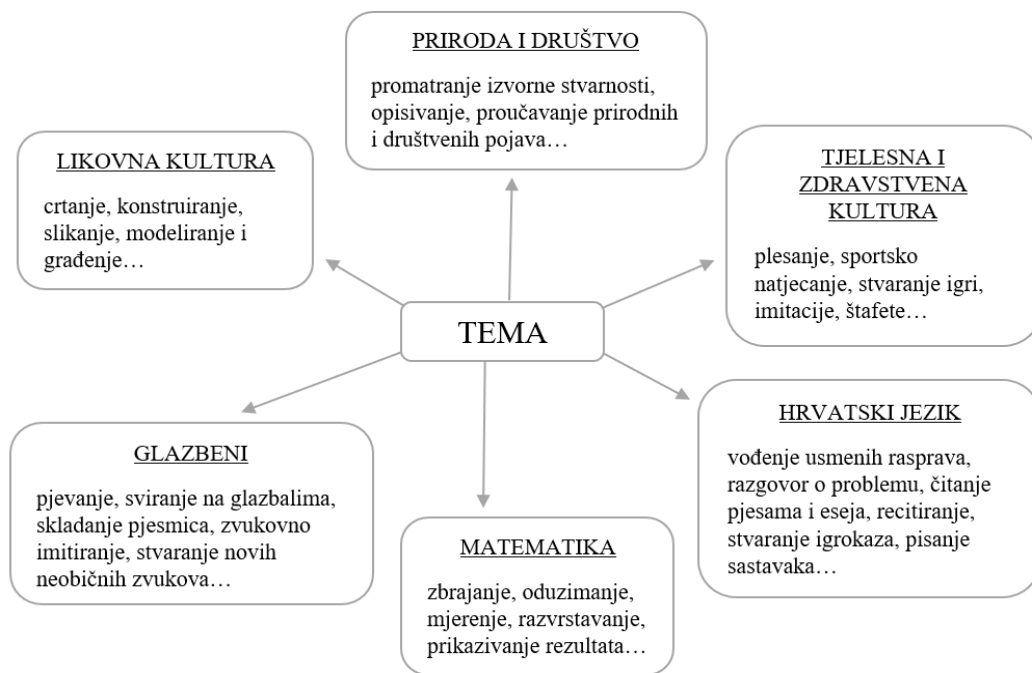 PRIRODA I DRUŠTVO
promatranje izvorne stvarnosti,
opisivanje, proučavanje prirodnih
i društvenih pojava…
LIKOVNA KULTURA
crtanje, konstruiranje,
slikanje, modeliranje i
građenje…
TJELESNA I
ZDRAVSTVENA
KULTURA
plesanje, sportsko
natjecanje, stvaranje igri,
imitacije, štafete…
TEMA
GLAZBENI
pjevanje, sviranje na glazbalima,
skladanje pjesmica, zvukovno
imitiranje, stvaranje novih
neobičnih zvukova…
MATEMATIKA
zbrajanje, oduzimanje,
mjerenje, razvrstavanje,
prikazivanje rezultata…
HRVATSKI JEZIK
vođenje usmenih rasprava,
razgovor o problemu, čitanje
pjesama i eseja, recitiranje,
stvaranje igrokaza, pisanje
sastavaka…